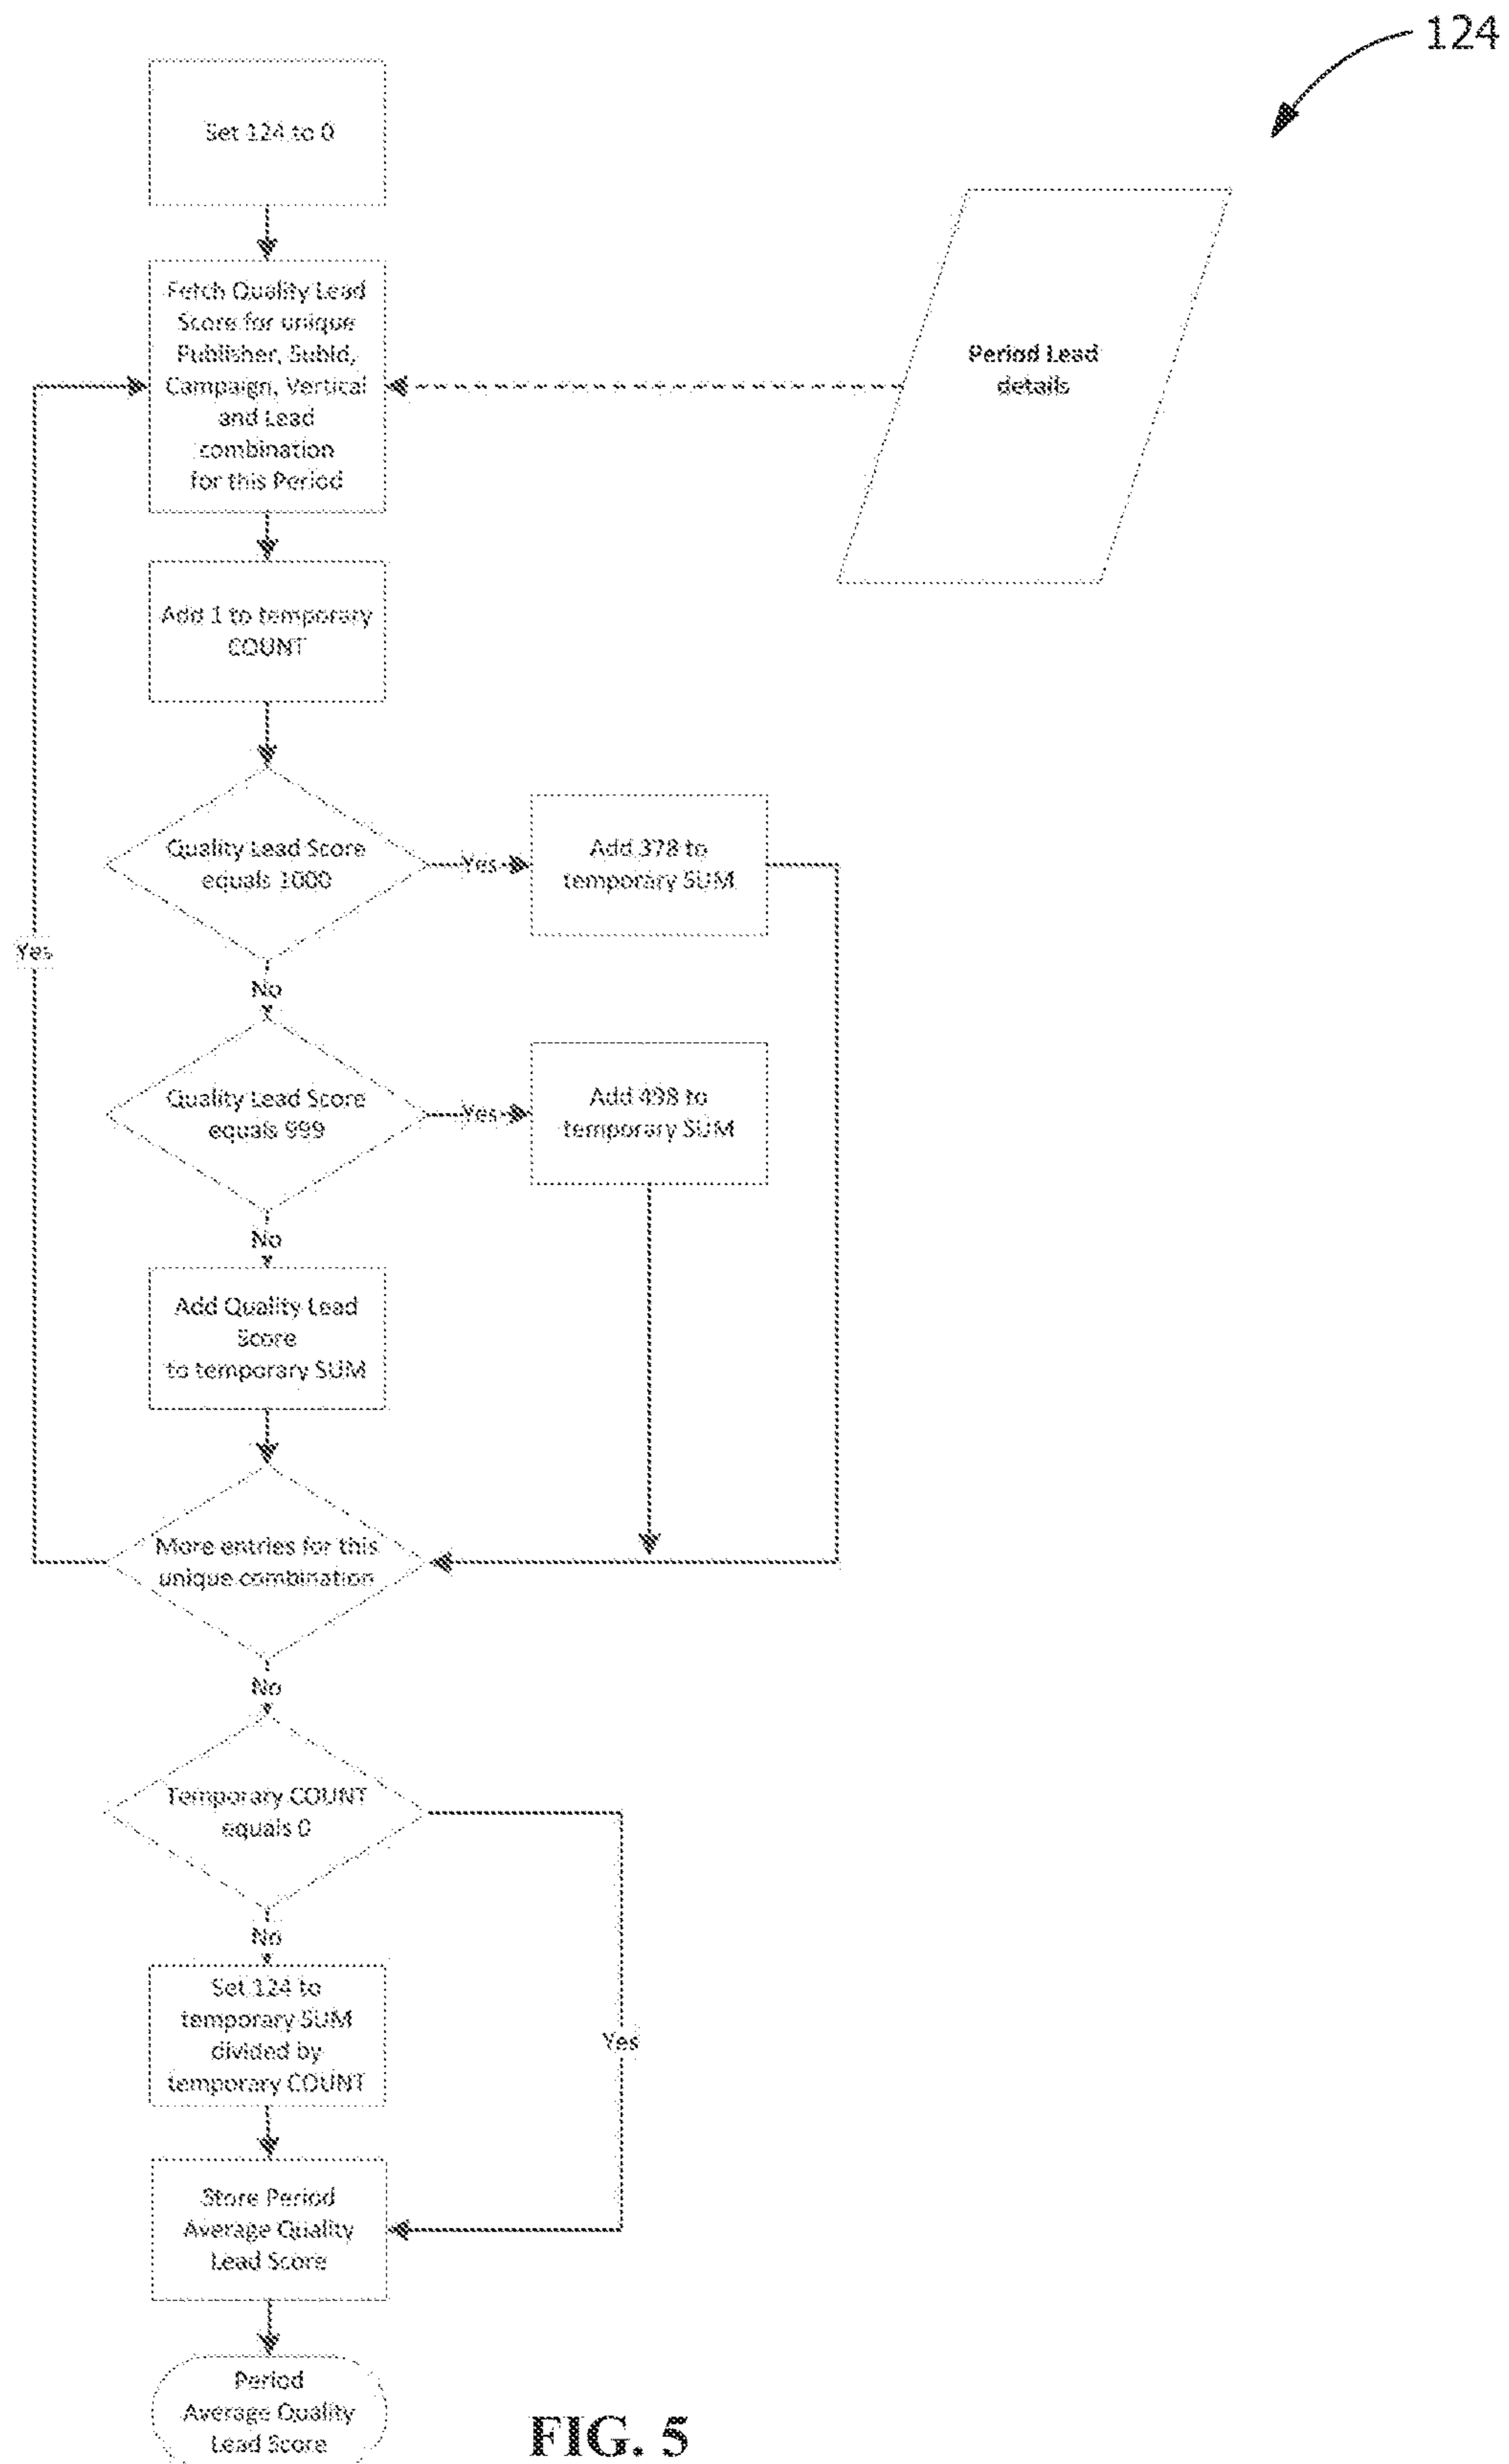 124
Set 124 to 0
Fetch Quality Lead
Score for unique
Publisher, SubId,
Campaign, Vertical
and Lead
combination
for this Period
Period Lead
details
Add 1 to temporary
COUNT
Quality Lead Score
equals 1000
Yes
Add 378 to
temporary SUM
Yes
No
Quality Lead Score
equals 999
Yes
Add 498 to
temporary SUM
No
Add Quality Lead
Score
to temporary SUM
More entries for this
unique combination
No
Temporary COUNT
equals 0
No
Set 124 to
temporary SUM
divided by
temporary COUNT
Yes
Store Period
Average Quality
Lead Score
Period
Average Quality
Lead Score
FIG. 5